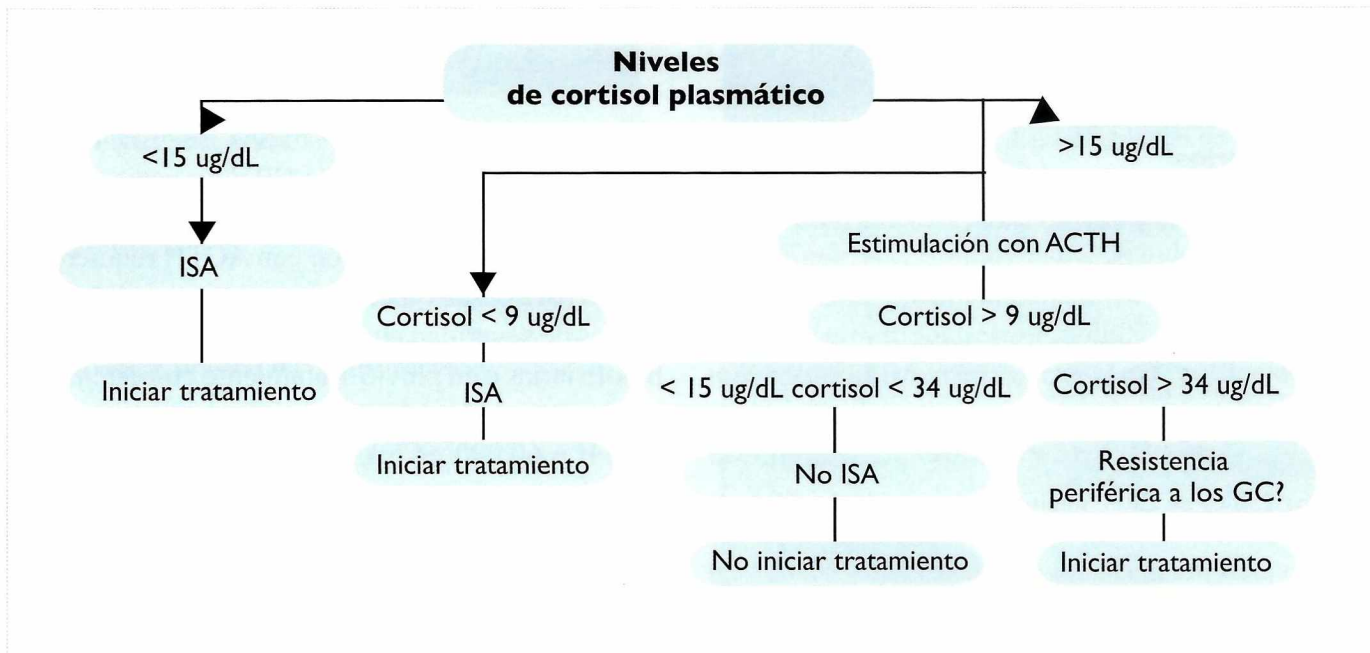 Niveles
de cortisol plasmático
<15 ug/dL
>15 ug/dL
ISA
Estimulación con ACTH
Cortisol < 9 ug/dL
Cortisol > 9 ug/dL
Iniciar tratamiento
ISA
< 15 ug/dL cortisol < 34 ug/dL
Cortisol > 34 ug/dL
Iniciar tratamiento
No ISA
Resistencia
periférica a los GC?
No iniciar tratamiento
Iniciar tratamiento